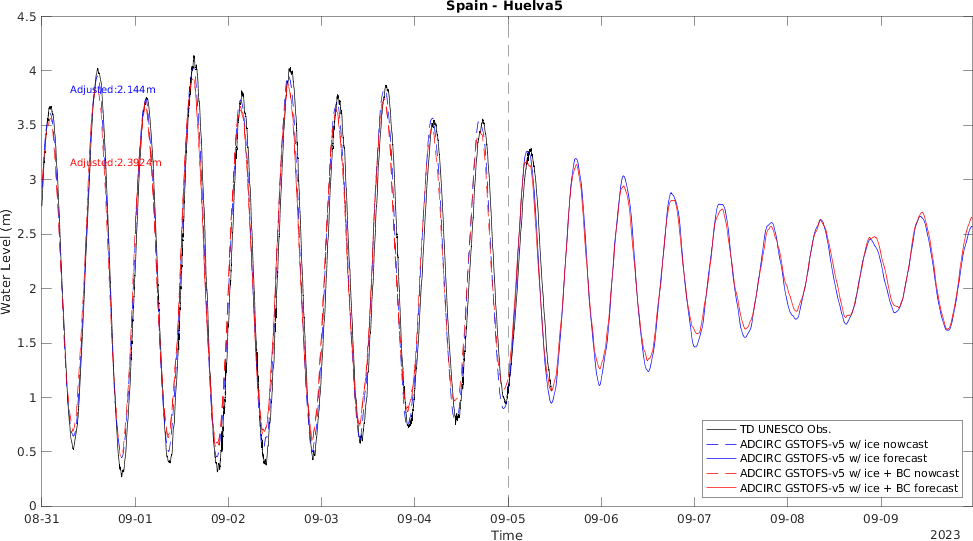 Spain - Huelva5
4.5
4
3.5
3
2.5
2
1.5
1
0.5
0
Water Level (m)
Adjusted:2.144m
Adjusted:2.3924m
TD UNESCO Obs.
ADCIRC GSTOFS-v5 w/ ice nowcast
ADCIRC GSTOFS-v5 w/ ice forecast
ADCIRC GSTOFS-v5 w/ ice + BC nowcast
ADCIRC GSTOFS-v5 w/ ice + BC forecast
08-31 09-01 09-02 09-03 09-04 09-05 09-06 09-07 09-08 09-09
Time
2023